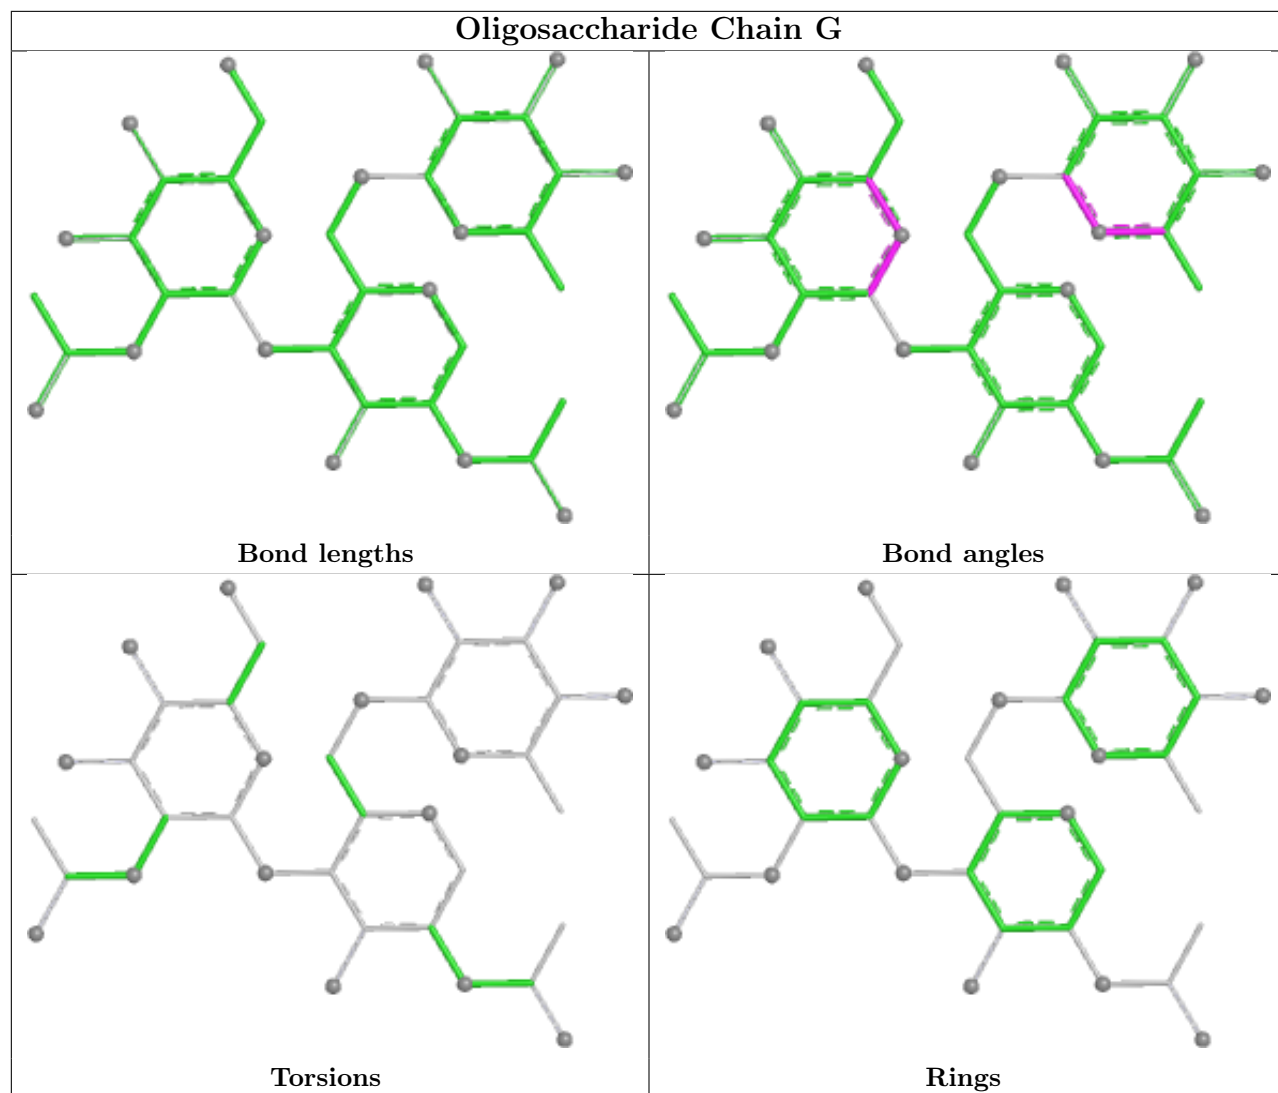 Oligosaccharide Chain G
Bond lengths
Bond angles
Torsions
Rings